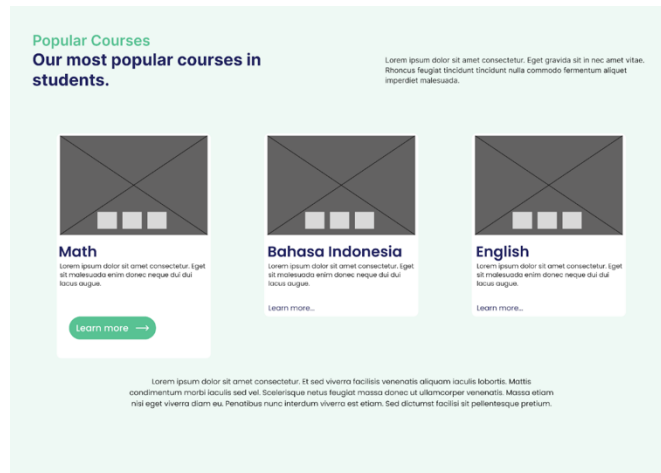 Popular Courses
Our most popular courses in
students.
Lorem ipsum dolor sit amet consectetur. Eget gravida sit in nec amet vitae.
Rhoncus feugiat tincidunt tincidunt nulla commodo fermentum aliquet
imperdiet malesuada.
Math
Lorem ipsum dolor sit amet consectetur. Eget
sit malesuada enim donec neque dui dui
lacus augue.
Learn more →
Bahasa Indonesia
Lorem ipsum dolor sit amet consectetur. Eget
sit malesuada enim donec neque dui dui
lacus augue.
Learn more...
English
Lorem ipsum dolor sit amet consectetur. Eget
sit malesuada enim donec neque dui dui
lacus augue.
Learn more...
Lorem ipsum dolor sit amet consectetur. Et sed viverra facilisis venenatis aliquam iaculis lobortis. Mattis
condimentum morbi iaculis sed vel. Scelerisque netus feugiat massa donec ut ullamcorper venenatis. Massa etiam
nisi eget viverra diam eu. Penatibus nunc interdum viverra est etiam. Sed dictumst facilisi sit pellentesque pretium.